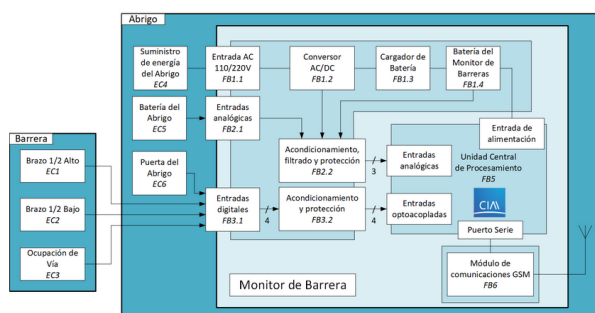 Abrigo
Suministro
de energía
del Abrigo
EC4
Entrada AC
110/220V
FB1.1
Conversor
AC/DC
FB1.2
Cargador de
Batería
FB1.3
Batería del
Monitor de
Barreras
FB1.4
Batería del
Abrigo
EC5
Entradas
analógicas
FB2.1
Entrada de
alimentación
Barrera
Brazo 1/2 Alto
EC1
Puerta del
Abrigo
EC6
Acondicionamiento,
filtrado y protección
FB2.2
3
Entradas
analógicas
Unidad Central
de Procesamiento
FB5
Brazo 1/2 Bajo
EC2
Entradas
digitales
FB3.1
4
Acondicionamiento
y protección
FB3.2
4
Entradas
optoacopladas
CIAA
Puerto Serie
Ocupación de
Vía
EC3
Monitor de Barrera
Módulo de
comunicaciones GSM
FB6